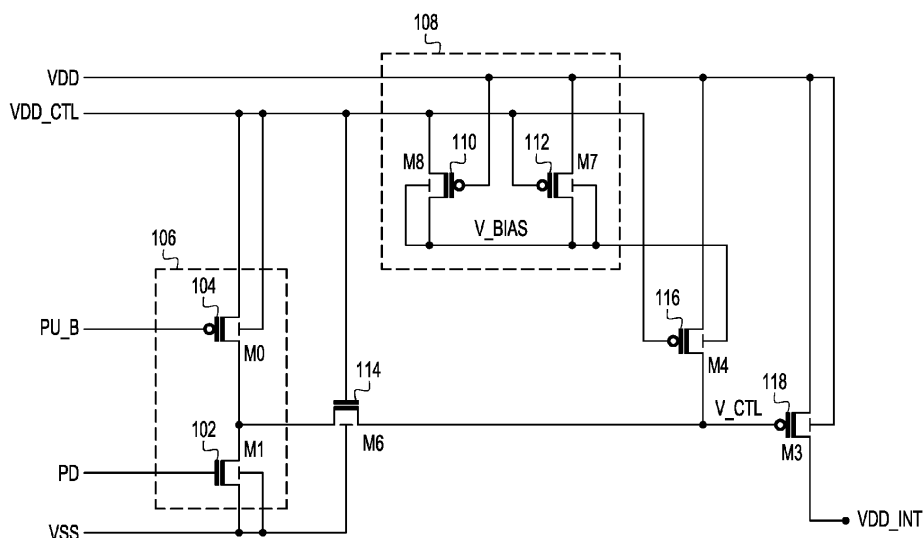 108
VDD
VDD_CTL
110
112
M8
M7
V_BIAS
106
104
116
PU_B
M0
M4
114
118
V_CTL
102
M1
M6
M3
PD
VSS
VDD_INT